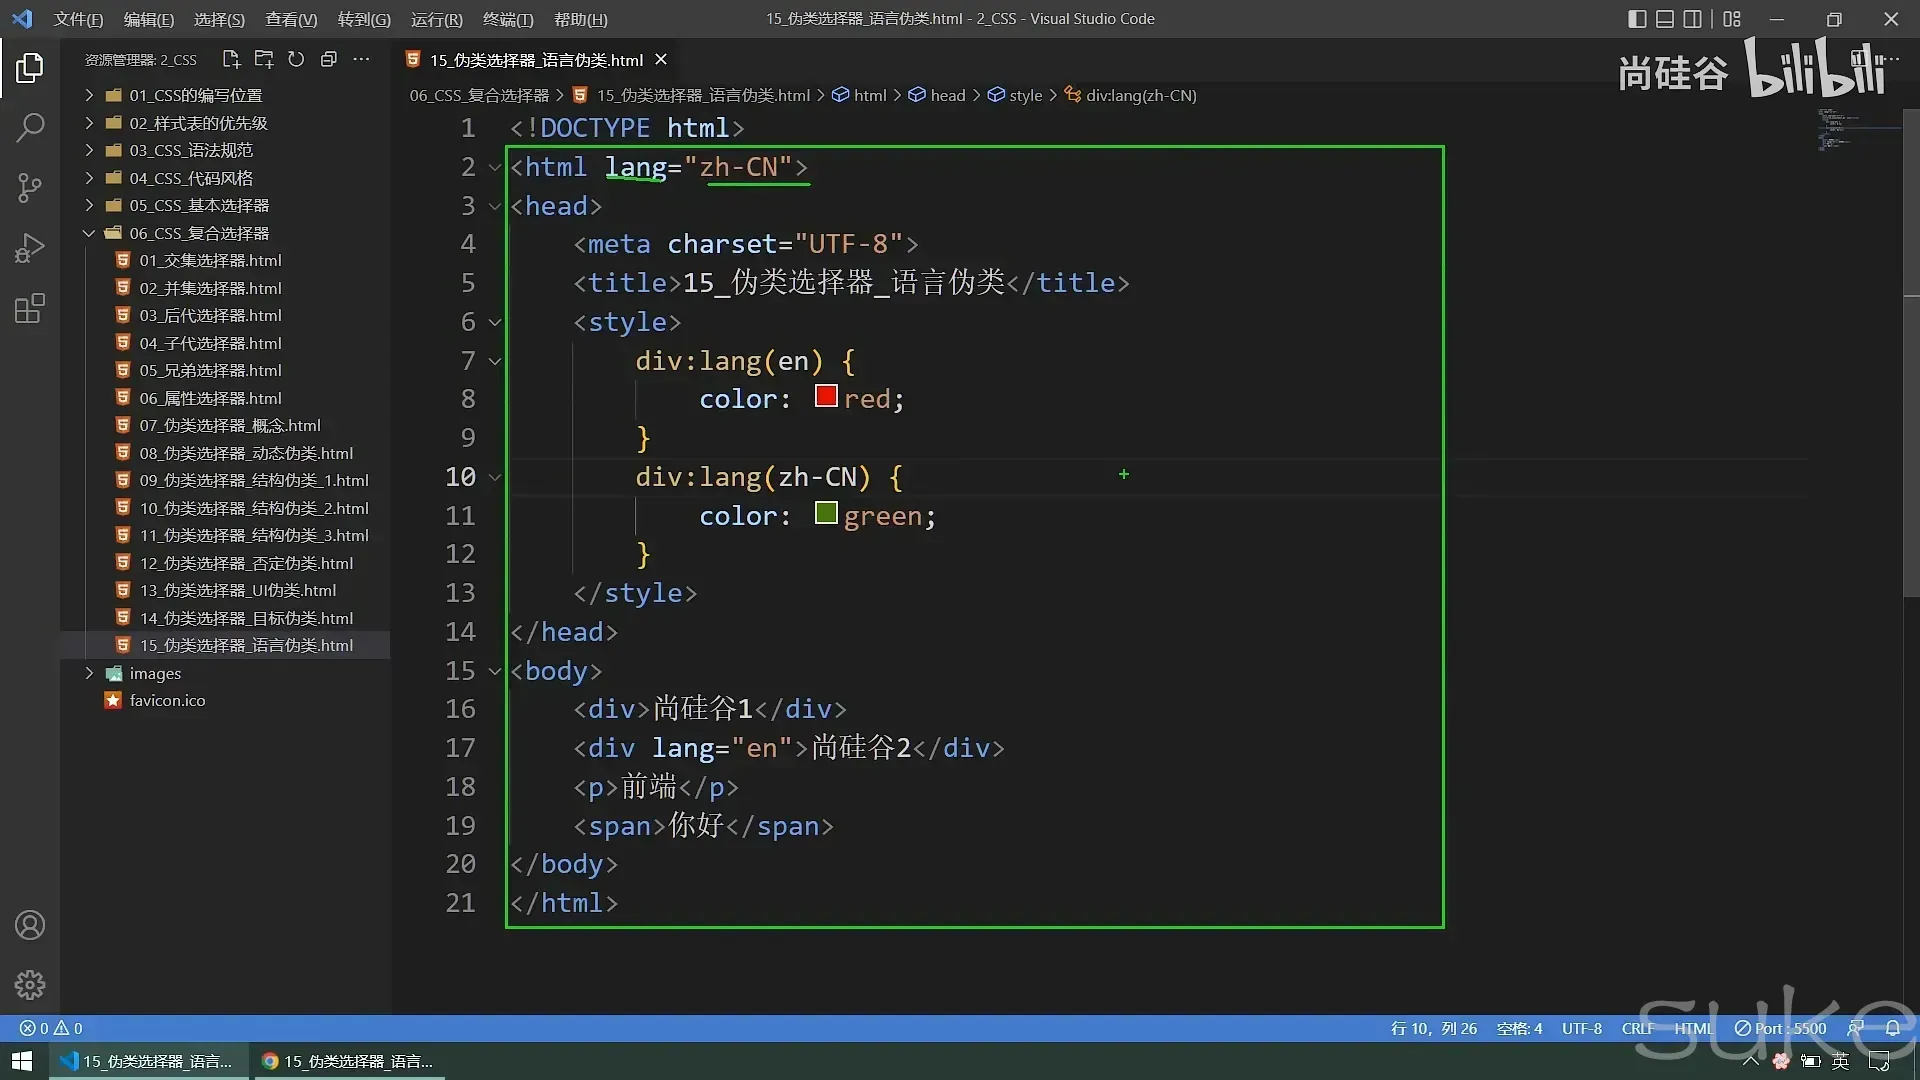 文件(F) 编辑(E) 选择(S) 查看(V) 转到(G) 运行(R) 终端(T) 帮助(H) 15_伪类选择器_语言伪类.html - 2_CSS - Visual Studio Code
尚硅谷 bilibili
资源管理器: 2_CSS
01_CSS的编写位置
02_样式表的优先级
03_CSS_语法规范
04_CSS_代码风格
05_CSS_基本选择器
06_CSS_复合选择器
01_交集选择器.html
02_并集选择器.html
03_后代选择器.html
04_子代选择器.html
05_兄弟选择器.html
06_属性选择器.html
07_伪类选择器_概念.html
08_伪类选择器_动态伪类.html
09_伪类选择器_结构伪类_1.html
10_伪类选择器_结构伪类_2.html
11_伪类选择器_结构伪类_3.html
12_伪类选择器_否定伪类.html
13_伪类选择器_UI伪类.html
14_伪类选择器_目标伪类.html
15_伪类选择器_语言伪类.html
images
favicon.ico
15_伪类选择器_语言伪类.html
06_CSS_复合选择器 > 15_伪类选择器_语言伪类.html > html > head > style > div:lang(zh-CN)
1 <!DOCTYPE html>
2 <html lang="zh-CN">
3 <head>
4 <meta charset="UTF-8">
5 <title>15_伪类选择器_语言伪类</title>
6 <style>
7 div:lang(en) {
8 color: red;
9 }
10 div:lang(zh-CN) {
11 color: green;
12 }
13 </style>
14 </head>
15 <body>
16 <div>尚硅谷1</div>
17 <div lang="en">尚硅谷2</div>
18 <p>前端</p>
19 <span>你好</span>
20 </body>
21 </html>
0 0 行 10，列 26 空格: 4 UTF-8 CRLF HTML Port : 5500
suke
15_伪类选择器_语言... 15_伪类选择器_语言... 英